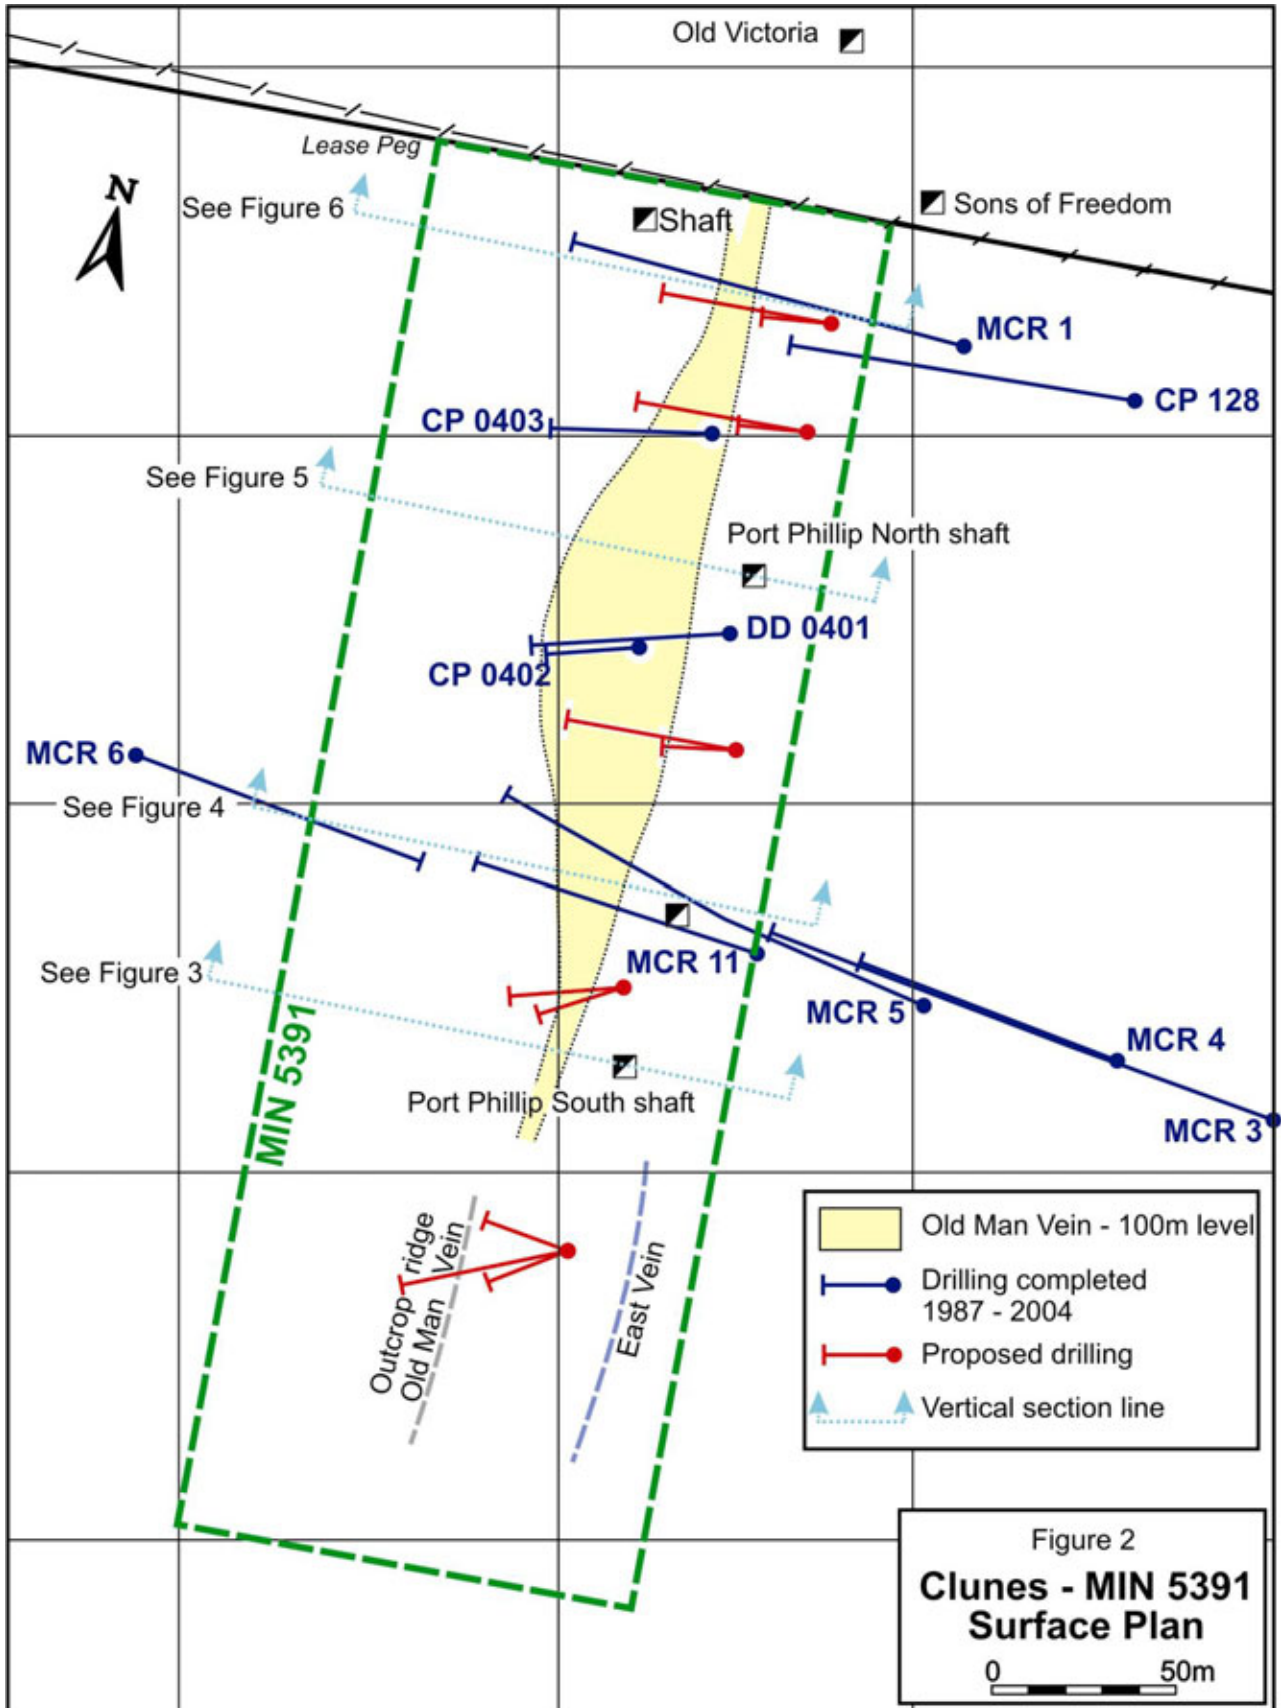 Old Victoria
Lease Peg
N
See Figure 6
Shaft
Sons of Freedom
MCR 1
CP 128
CP 0403
See Figure 5
Port Phillip North shaft
DD 0401
CP 0402
MCR 6
See Figure 4
MCR 11
See Figure 3
MCR 5
MCR 4
MIN 5391
Port Phillip South shaft
MCR 3
Outcrop ridge
Old Man Vein
East Vein
Old Man Vein - 100m level
Drilling completed
1987 - 2004
Proposed drilling
Vertical section line
Figure 2
Clunes - MIN 5391
Surface Plan
0 50m